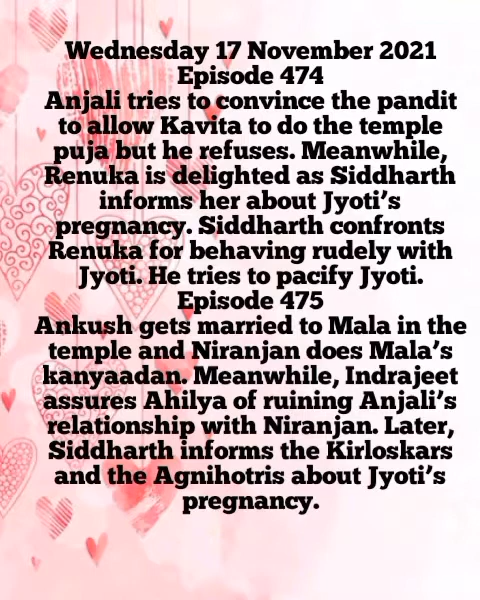 Wednesday 17 November 2021
Episode 474
Anjali tries to convince the pandit
to allow Kavita to do the temple
puja but he refuses. Meanwhile,
Renuka is delighted as Siddharth
informs her about Jyoti’s
pregnancy. Siddharth confronts
Renuka for behaving rudely with
Jyoti. He tries to pacify Jyoti.
Episode 475
Ankush gets married to Mala in the
temple and Niranjan does Mala’s
kanyaadan. Meanwhile, Indrajeet
assures Ahilya of ruining Anjali’s
relationship with Niranjan. Later,
Siddharth informs the Kirloskars
and the Agnihotris about Jyoti’s
pregnancy.